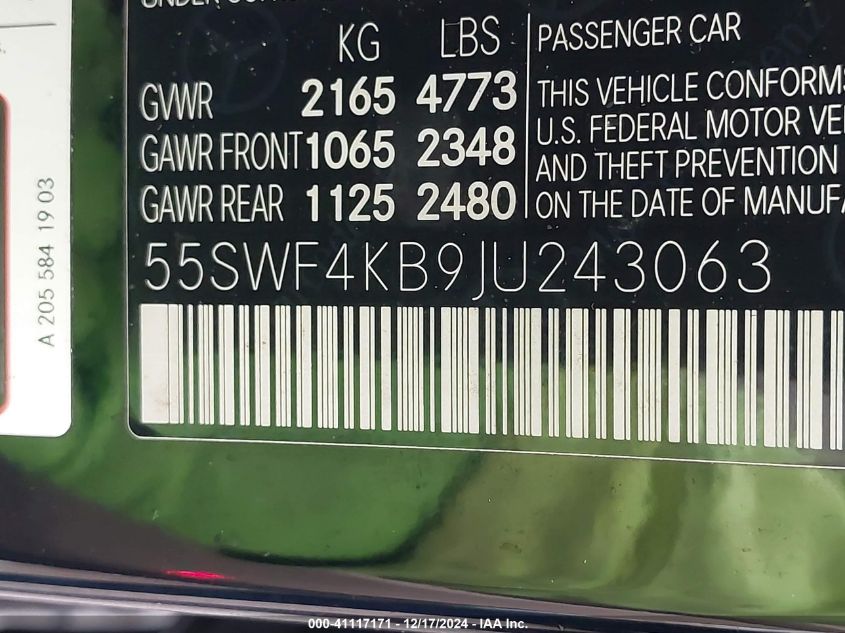 KG LBS
GVWR 2165 4773
GAWR FRONT 1065 2348
GAWR REAR 1125 2480
PASSENGER CAR
THIS VEHICLE CONFORMS
U.S. FEDERAL MOTOR VE
AND THEFT PREVENTION
ON THE DATE OF MANUFA
55SWF4KB9JU243063
A 205 584 19 03
000-41117171 - 12/17/2024 - IAA Inc.